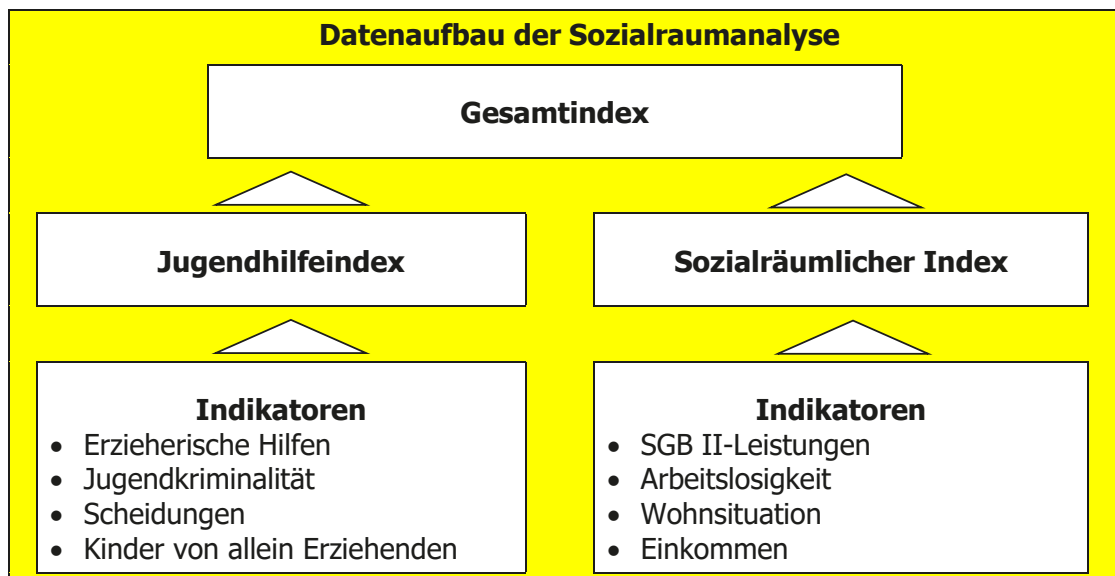 Datenaufbau der Sozialraumanalyse
Gesamtindex
Jugendhilfeindex
Sozialräumlicher Index
Indikatoren
• Erzieherische Hilfen
• Jugendkriminalität
• Scheidungen
• Kinder von allein Erziehenden
Indikatoren
• SGB II-Leistungen
• Arbeitslosigkeit
• Wohnsituation
• Einkommen